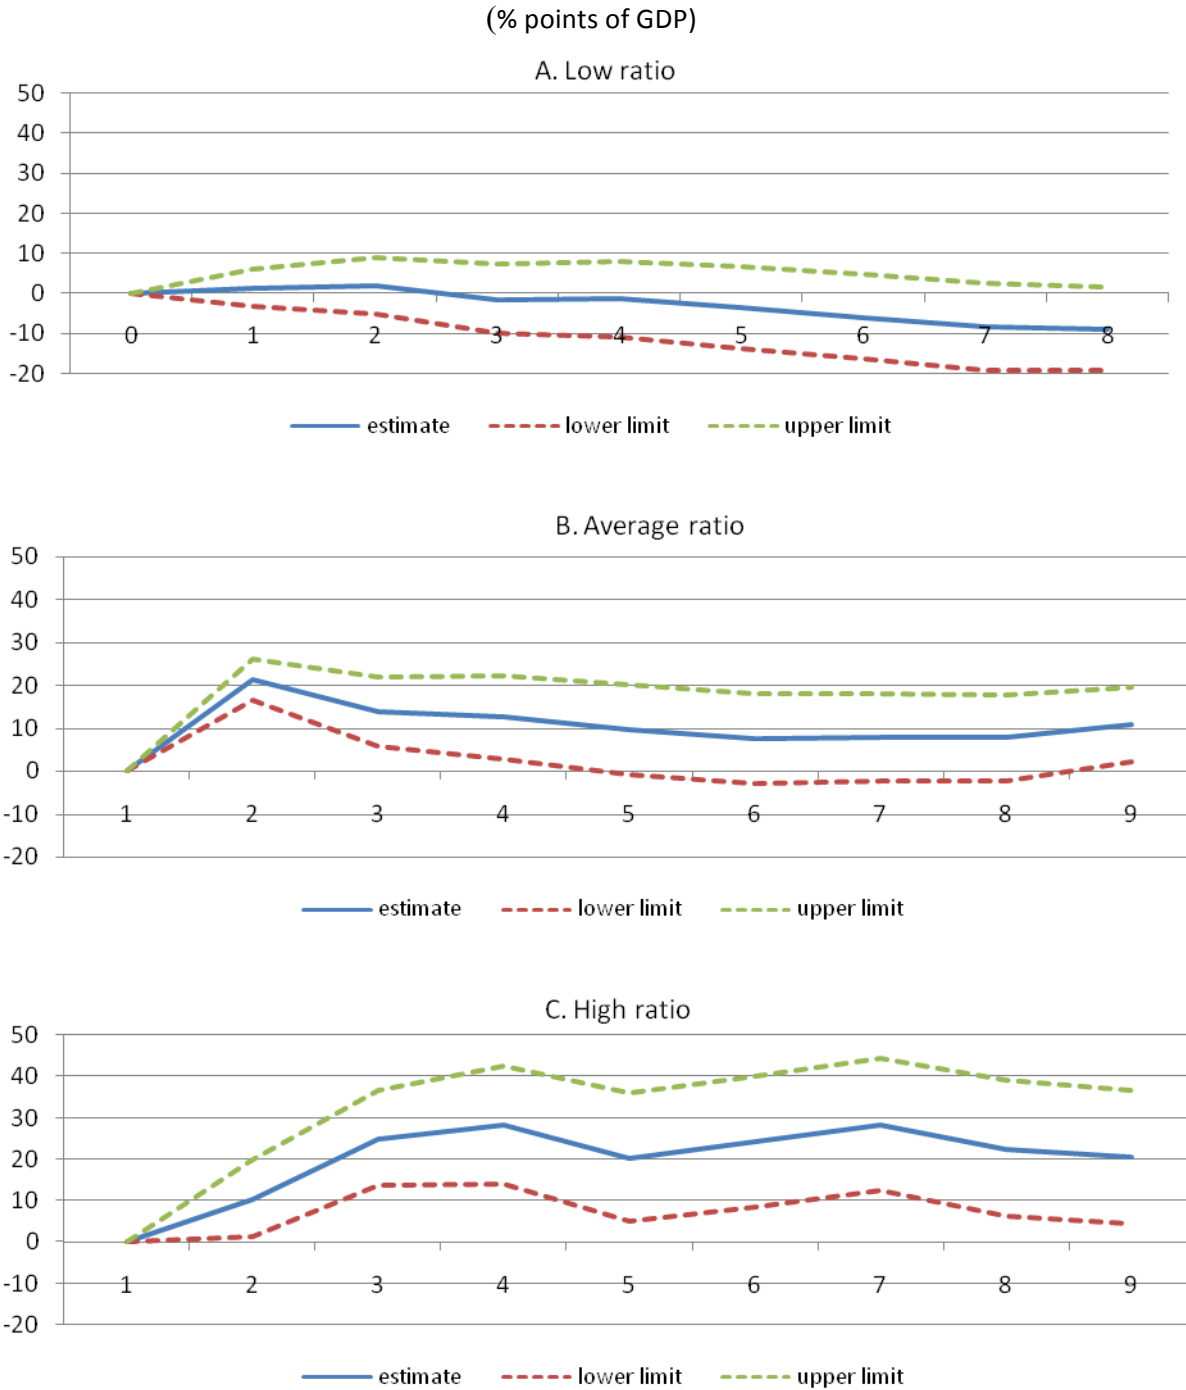 (% points of GDP)
A. Low ratio
50
40
30
20
10
0
-10
-20
0 1 2 3 4 5 6 7 8
estimate lower limit upper limit
B. Average ratio
50
40
30
20
10
0
-10
-20
1 2 3 4 5 6 7 8 9
estimate lower limit upper limit
C. High ratio
50
40
30
20
10
0
-10
-20
1 2 3 4 5 6 7 8 9
estimate lower limit upper limit